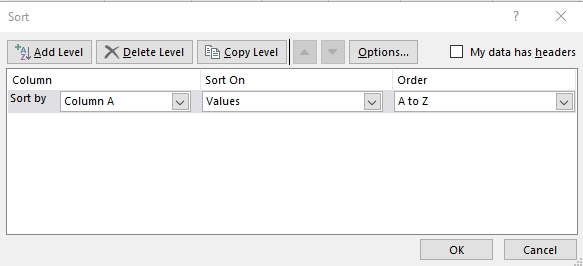 Sort
?
Add Level Delete Level Copy Level Options... My data has headers
Column Sort On Order
Sort by Column A Values A to Z
OK Cancel